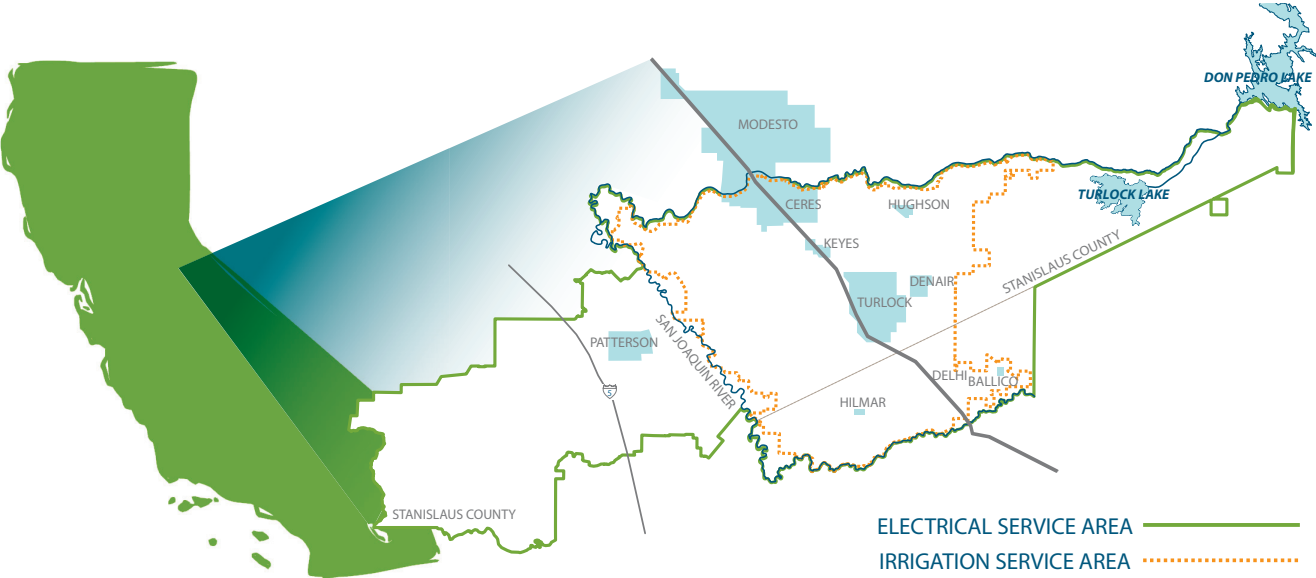 DON PEDRO LAKE
MODESTO
TURLOCK LAKE
CERES
HUGHSON
KEYES
STANISLAUS COUNTY
DENAIR
TURLOCK
SAN JOAQUIN RIVER
PATTERSON
DELHI
BALLICO
5
HILMAR
STANISLAUS COUNTY
ELECTRICAL SERVICE AREA
IRRIGATION SERVICE AREA